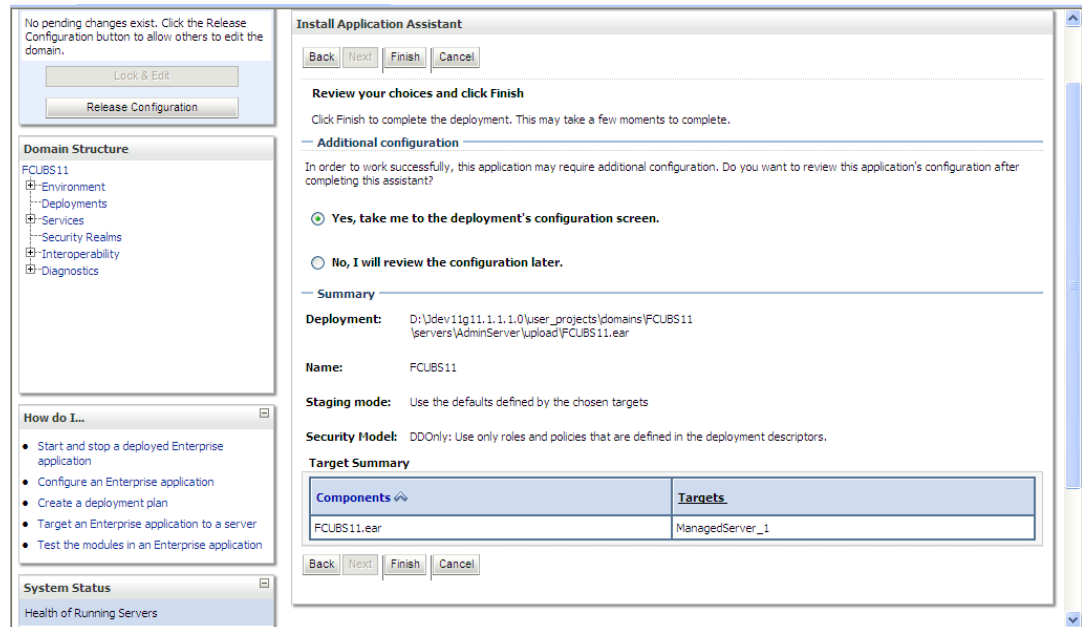 No pending changes exist. Click the Release
Configuration button to allow others to edit the
domain.
Lock & Edit
Release Configuration
Domain Structure
FCUBS11
Environment
Deployments
Services
Security Realms
Interoperability
Diagnostics
How do I...
Start and stop a deployed Enterprise
application
Configure an Enterprise application
Create a deployment plan
Target an Enterprise application to a server
Test the modules in an Enterprise application
System Status
Health of Running Servers
Install Application Assistant
Back Next Finish Cancel
Review your choices and click Finish
Click Finish to complete the deployment. This may take a few moments to complete.
Additional configuration
In order to work successfully, this application may require additional configuration. Do you want to review this application's configuration after
completing this assistant?
Yes, take me to the deployment's configuration screen.
No, I will review the configuration later.
Summary
Deployment: D:\Jdev11g11.1.1.1.0\user_projects\domains\FCUBS11
\servers\AdminServer\upload\FCUBS11.ear
Name: FCUBS11
Staging mode: Use the defaults defined by the chosen targets
Security Model: DDOnly: Use only roles and policies that are defined in the deployment descriptors.
Target Summary
Components Targets
FCUBS11.ear ManagedServer_1
Back Next Finish Cancel